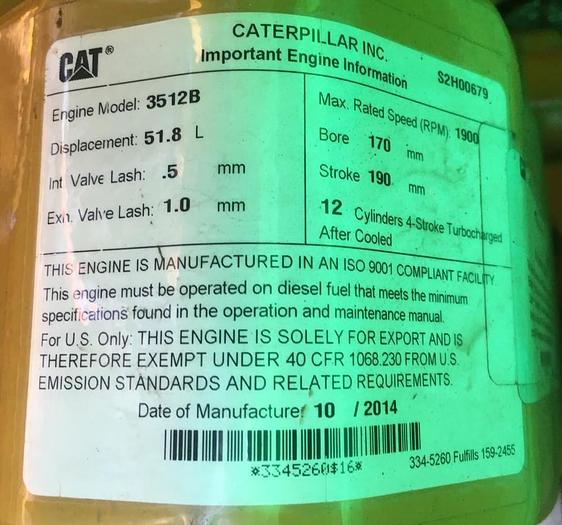 CAT®
CATERPILLAR INC.
Important Engine Information
S2H00679
Engine Model: 3512B
Displacement: 51.8 L
Int. Valve Lash: .5 mm
Exh. Valve Lash: 1.0 mm
Max. Rated Speed (RPM): 1900
Bore 170 mm
Stroke 190 mm
12 Cylinders 4-Stroke Turbocharged
After Cooled
THIS ENGINE IS MANUFACTURED IN AN ISO 9001 COMPLIANT FACILITY
This engine must be operated on diesel fuel that meets the minimum
specifications found in the operation and maintenance manual.
For U.S. Only: THIS ENGINE IS SOLELY FOR EXPORT AND IS
THEREFORE EXEMPT UNDER 40 CFR 1068.230 FROM U.S.
EMISSION STANDARDS AND RELATED REQUIREMENTS.
Date of Manufacture: 10 / 2014
*3345260$16*
334-5260 Fulfills 159-2455